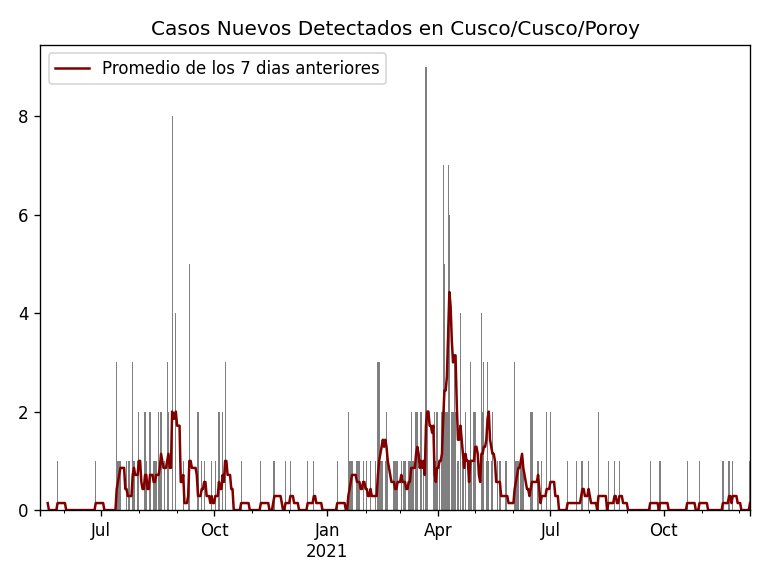 Casos Nuevos Detectados en Cusco/Cusco/Poroy
Promedio de los 7 dias anteriores
8
6
4
2
0
Jul Oct Jan Apr Jul Oct
2021